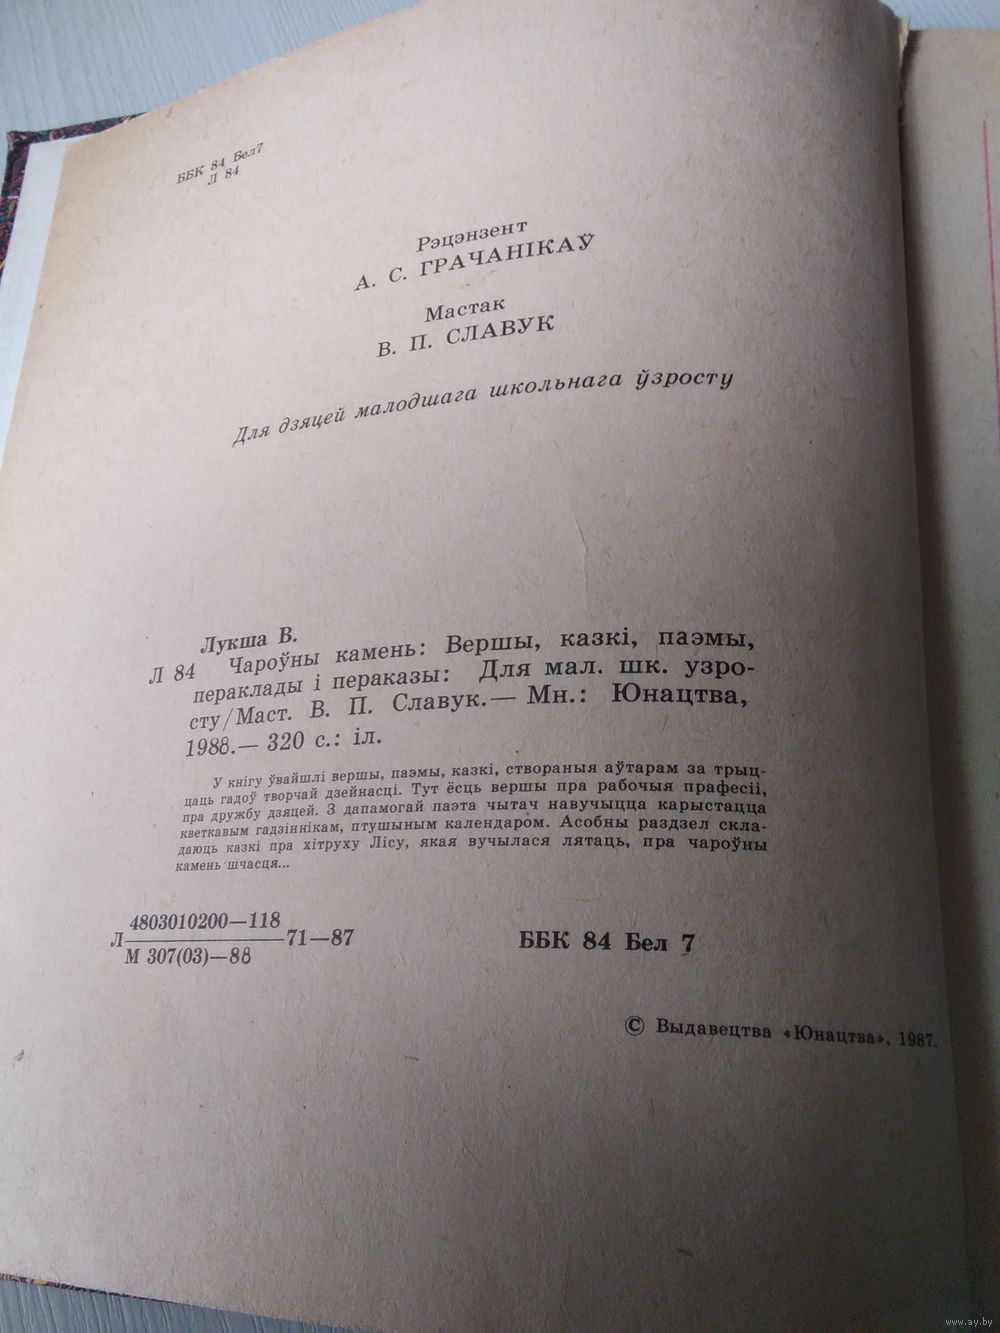 ББК 84 Бел7
Л 84
Рэцэнзент
А. С. ГРАЧАНІКАЎ
Мастак
В. П. СЛАВУК
Для дзяцей малодшага школьнага ўзросту
Лукша В.
Л 84 Чароўны камень: Вершы, казкі, паэмы,
пераклады і пераказы: Для мал. шк. узро-
сту/Маст. В. П. Славук.— Мн.: Юнацтва,
1988.— 320 с.: іл.
У кнігу ўвайшлі вершы, паэмы, казкі, створаныя аўтарам за трыц-
цаць гадоў творчай дзейнасці. Тут ёсць вершы пра рабочыя прафесіі,
пра дружбу дзяцей. З дапамогай паэта чытач навучыцца карыстацца
кветкавым гадзіннікам, птушыным календаром. Асобны раздзел скла-
даюць казкі пра хітруху Лісу, якая вучылася лятаць, пра чароўны
камень шчасця...
Л 4803010200—118 71—87
М 307(03)—88
ББК 84 Бел 7
© Выдавецтва «Юнацтва», 1987.
www.ay.by